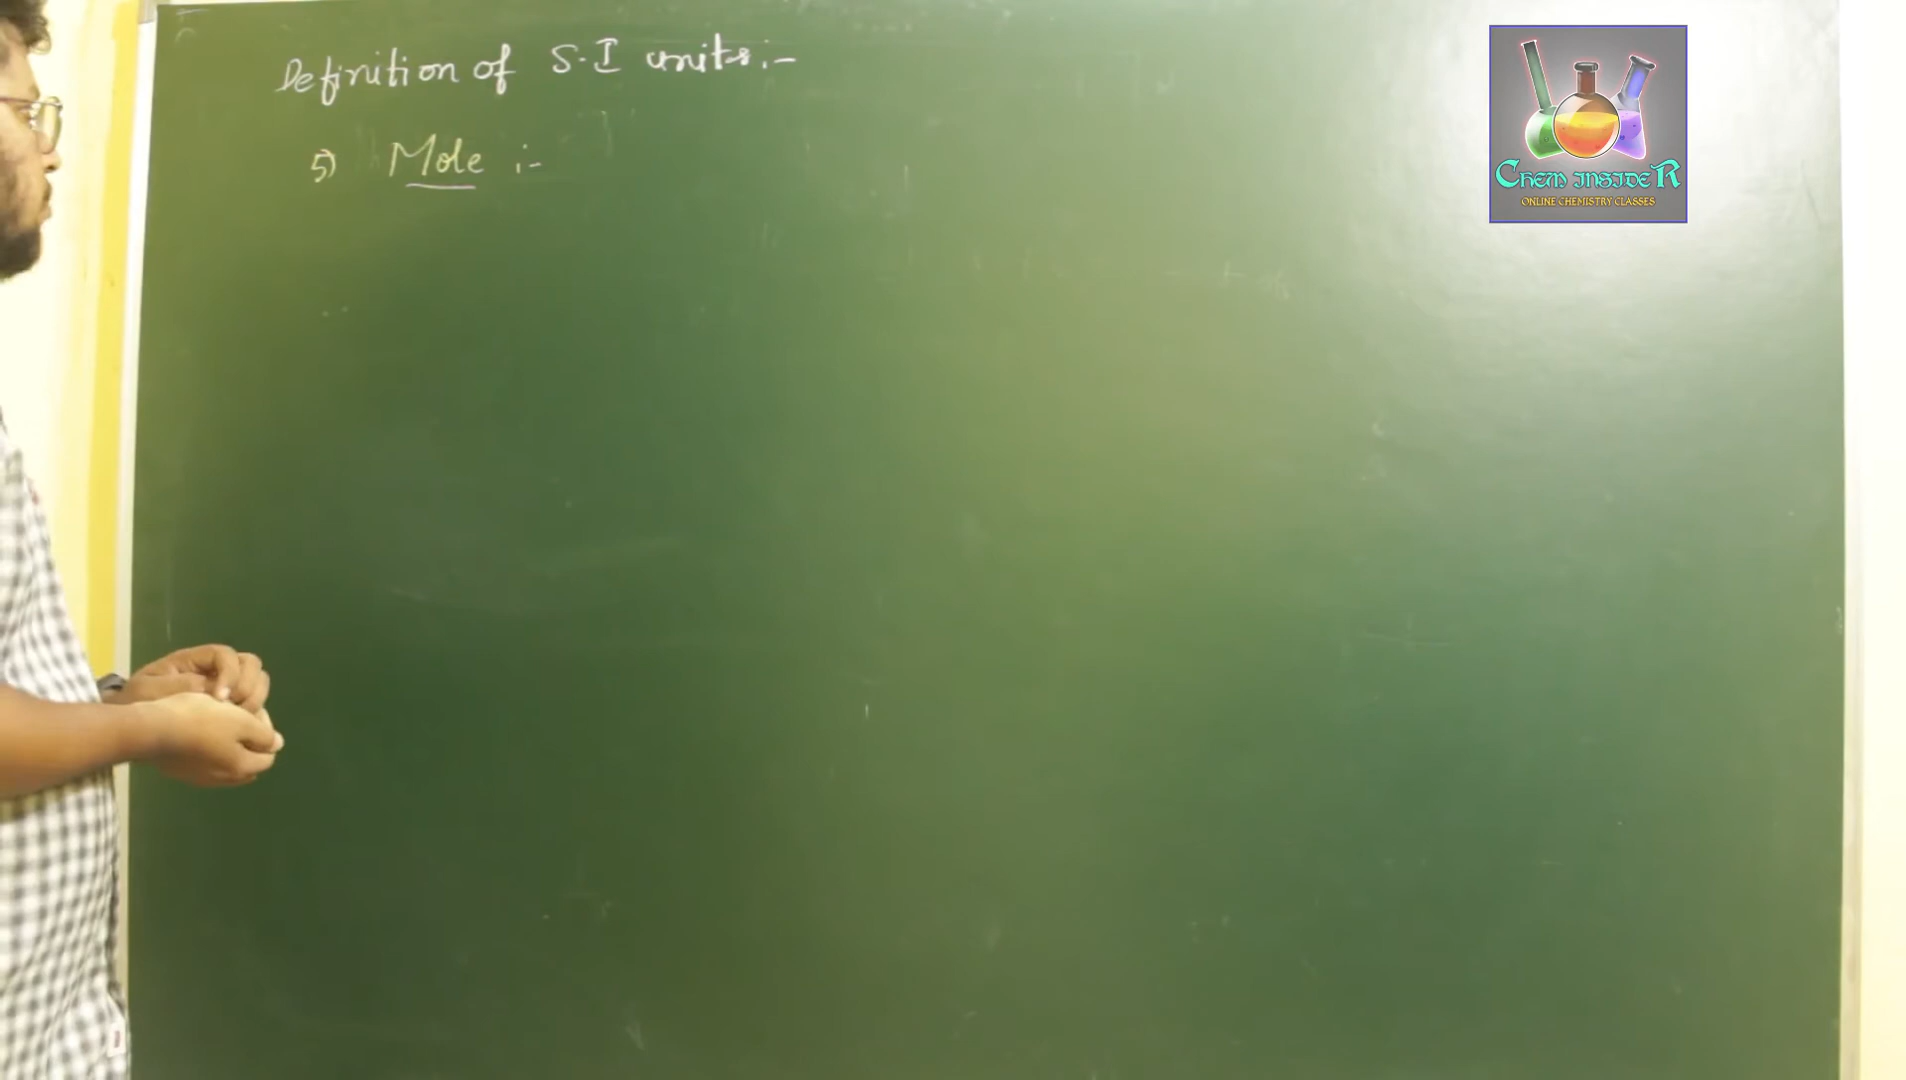 Definition of S.I units:-
5) Mole :-
CHEM INSIDER
ONLINE CHEMISTRY CLASSES